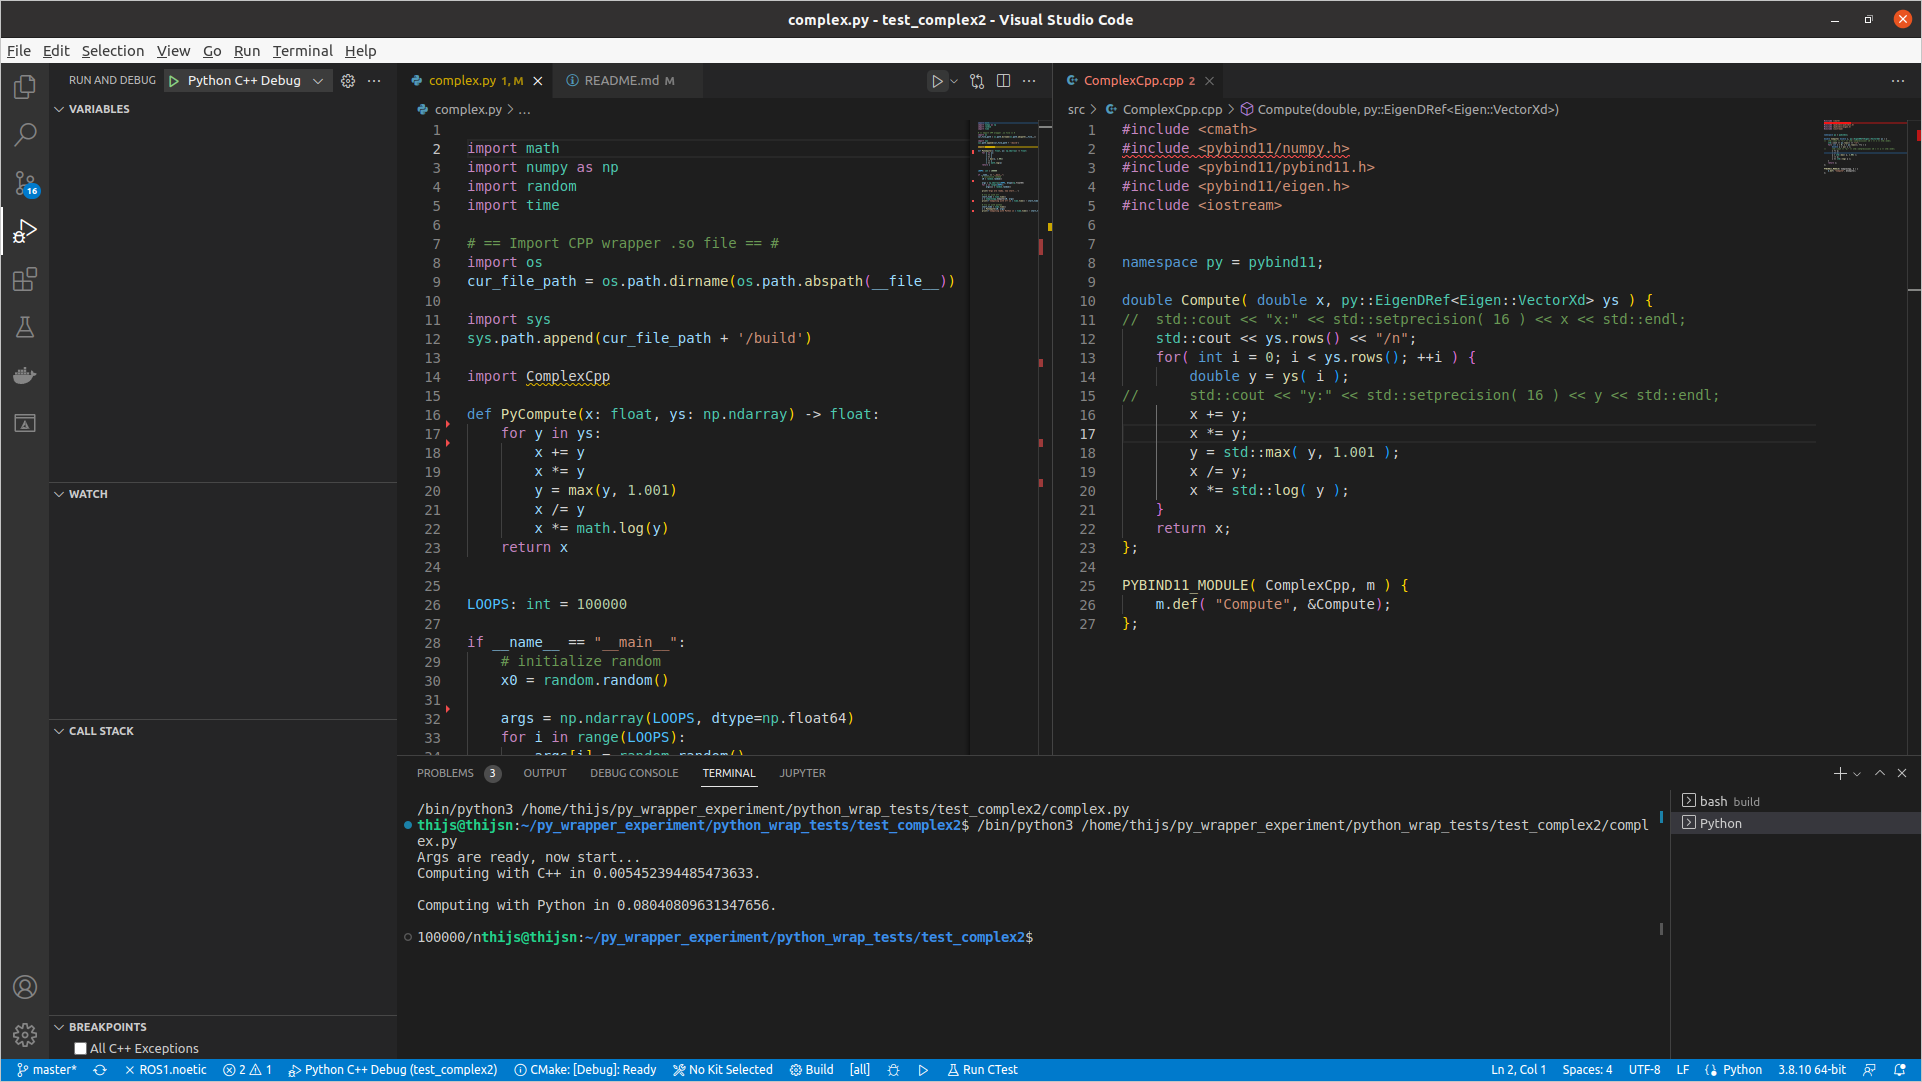 complex.py - test_complex2 - Visual Studio Code
File Edit Selection View Go Run Terminal Help
RUN AND DEBUG Python C++ Debug
complex.py 1, M
README.md M
ComplexCpp.cpp 2
VARIABLES
WATCH
CALL STACK
BREAKPOINTS
All C++ Exceptions
16
complex.py > ...
1
2 import math
3 import numpy as np
4 import random
5 import time
6
7 # == Import CPP wrapper .so file == #
8 import os
9 cur_file_path = os.path.dirname(os.path.abspath(__file__))
10
11 import sys
12 sys.path.append(cur_file_path + '/build')
13
14 import ComplexCpp
15
16 def PyCompute(x: float, ys: np.ndarray) -> float:
17     for y in ys:
18         x += y
19         x *= y
20         y = max(y, 1.001)
21         x /= y
22         x *= math.log(y)
23     return x
24
25
26 LOOPS: int = 100000
27
28 if __name__ == "__main__":
29     # initialize random
30     x0 = random.random()
31
32     args = np.ndarray(LOOPS, dtype=np.float64)
33     for i in range(LOOPS):
34         args[i] = random.random()
src > ComplexCpp.cpp > Compute(double, py::EigenDRef<Eigen::VectorXd>)
1 #include <cmath>
2 #include <pybind11/numpy.h>
3 #include <pybind11/pybind11.h>
4 #include <pybind11/eigen.h>
5 #include <iostream>
6
7
8 namespace py = pybind11;
9
10 double Compute( double x, py::EigenDRef<Eigen::VectorXd> ys ) {
11 //  std::cout << "x:" << std::setprecision( 16 ) << x << std::endl;
12     std::cout << ys.rows() << "/n";
13     for( int i = 0; i < ys.rows(); ++i ) {
14         double y = ys( i );
15 //      std::cout << "y:" << std::setprecision( 16 ) << y << std::endl;
16         x += y;
17         x *= y;
18         y = std::max( y, 1.001 );
19         x /= y;
20         x *= std::log( y );
21     }
22     return x;
23 };
24
25 PYBIND11_MODULE( ComplexCpp, m ) {
26     m.def( "Compute", &Compute);
27 };
PROBLEMS 3 OUTPUT DEBUG CONSOLE TERMINAL JUPYTER
/bin/python3 /home/thijs/py_wrapper_experiment/python_wrap_tests/test_complex2/complex.py
thijs@thijsn:~/py_wrapper_experiment/python_wrap_tests/test_complex2$ /bin/python3 /home/thijs/py_wrapper_experiment/python_wrap_tests/test_complex2/compl
ex.py
Args are ready, now start...
Computing with C++ in 0.005452394485473633.
Computing with Python in 0.08040809631347656.
100000/nthijs@thijsn:~/py_wrapper_experiment/python_wrap_tests/test_complex2$
bash build
Python
master* ROS1.noetic 2 1 Python C++ Debug (test_complex2) CMake: [Debug]: Ready No Kit Selected Build [all] Run CTest Ln 2, Col 1 Spaces: 4 UTF-8 LF Python 3.8.10 64-bit